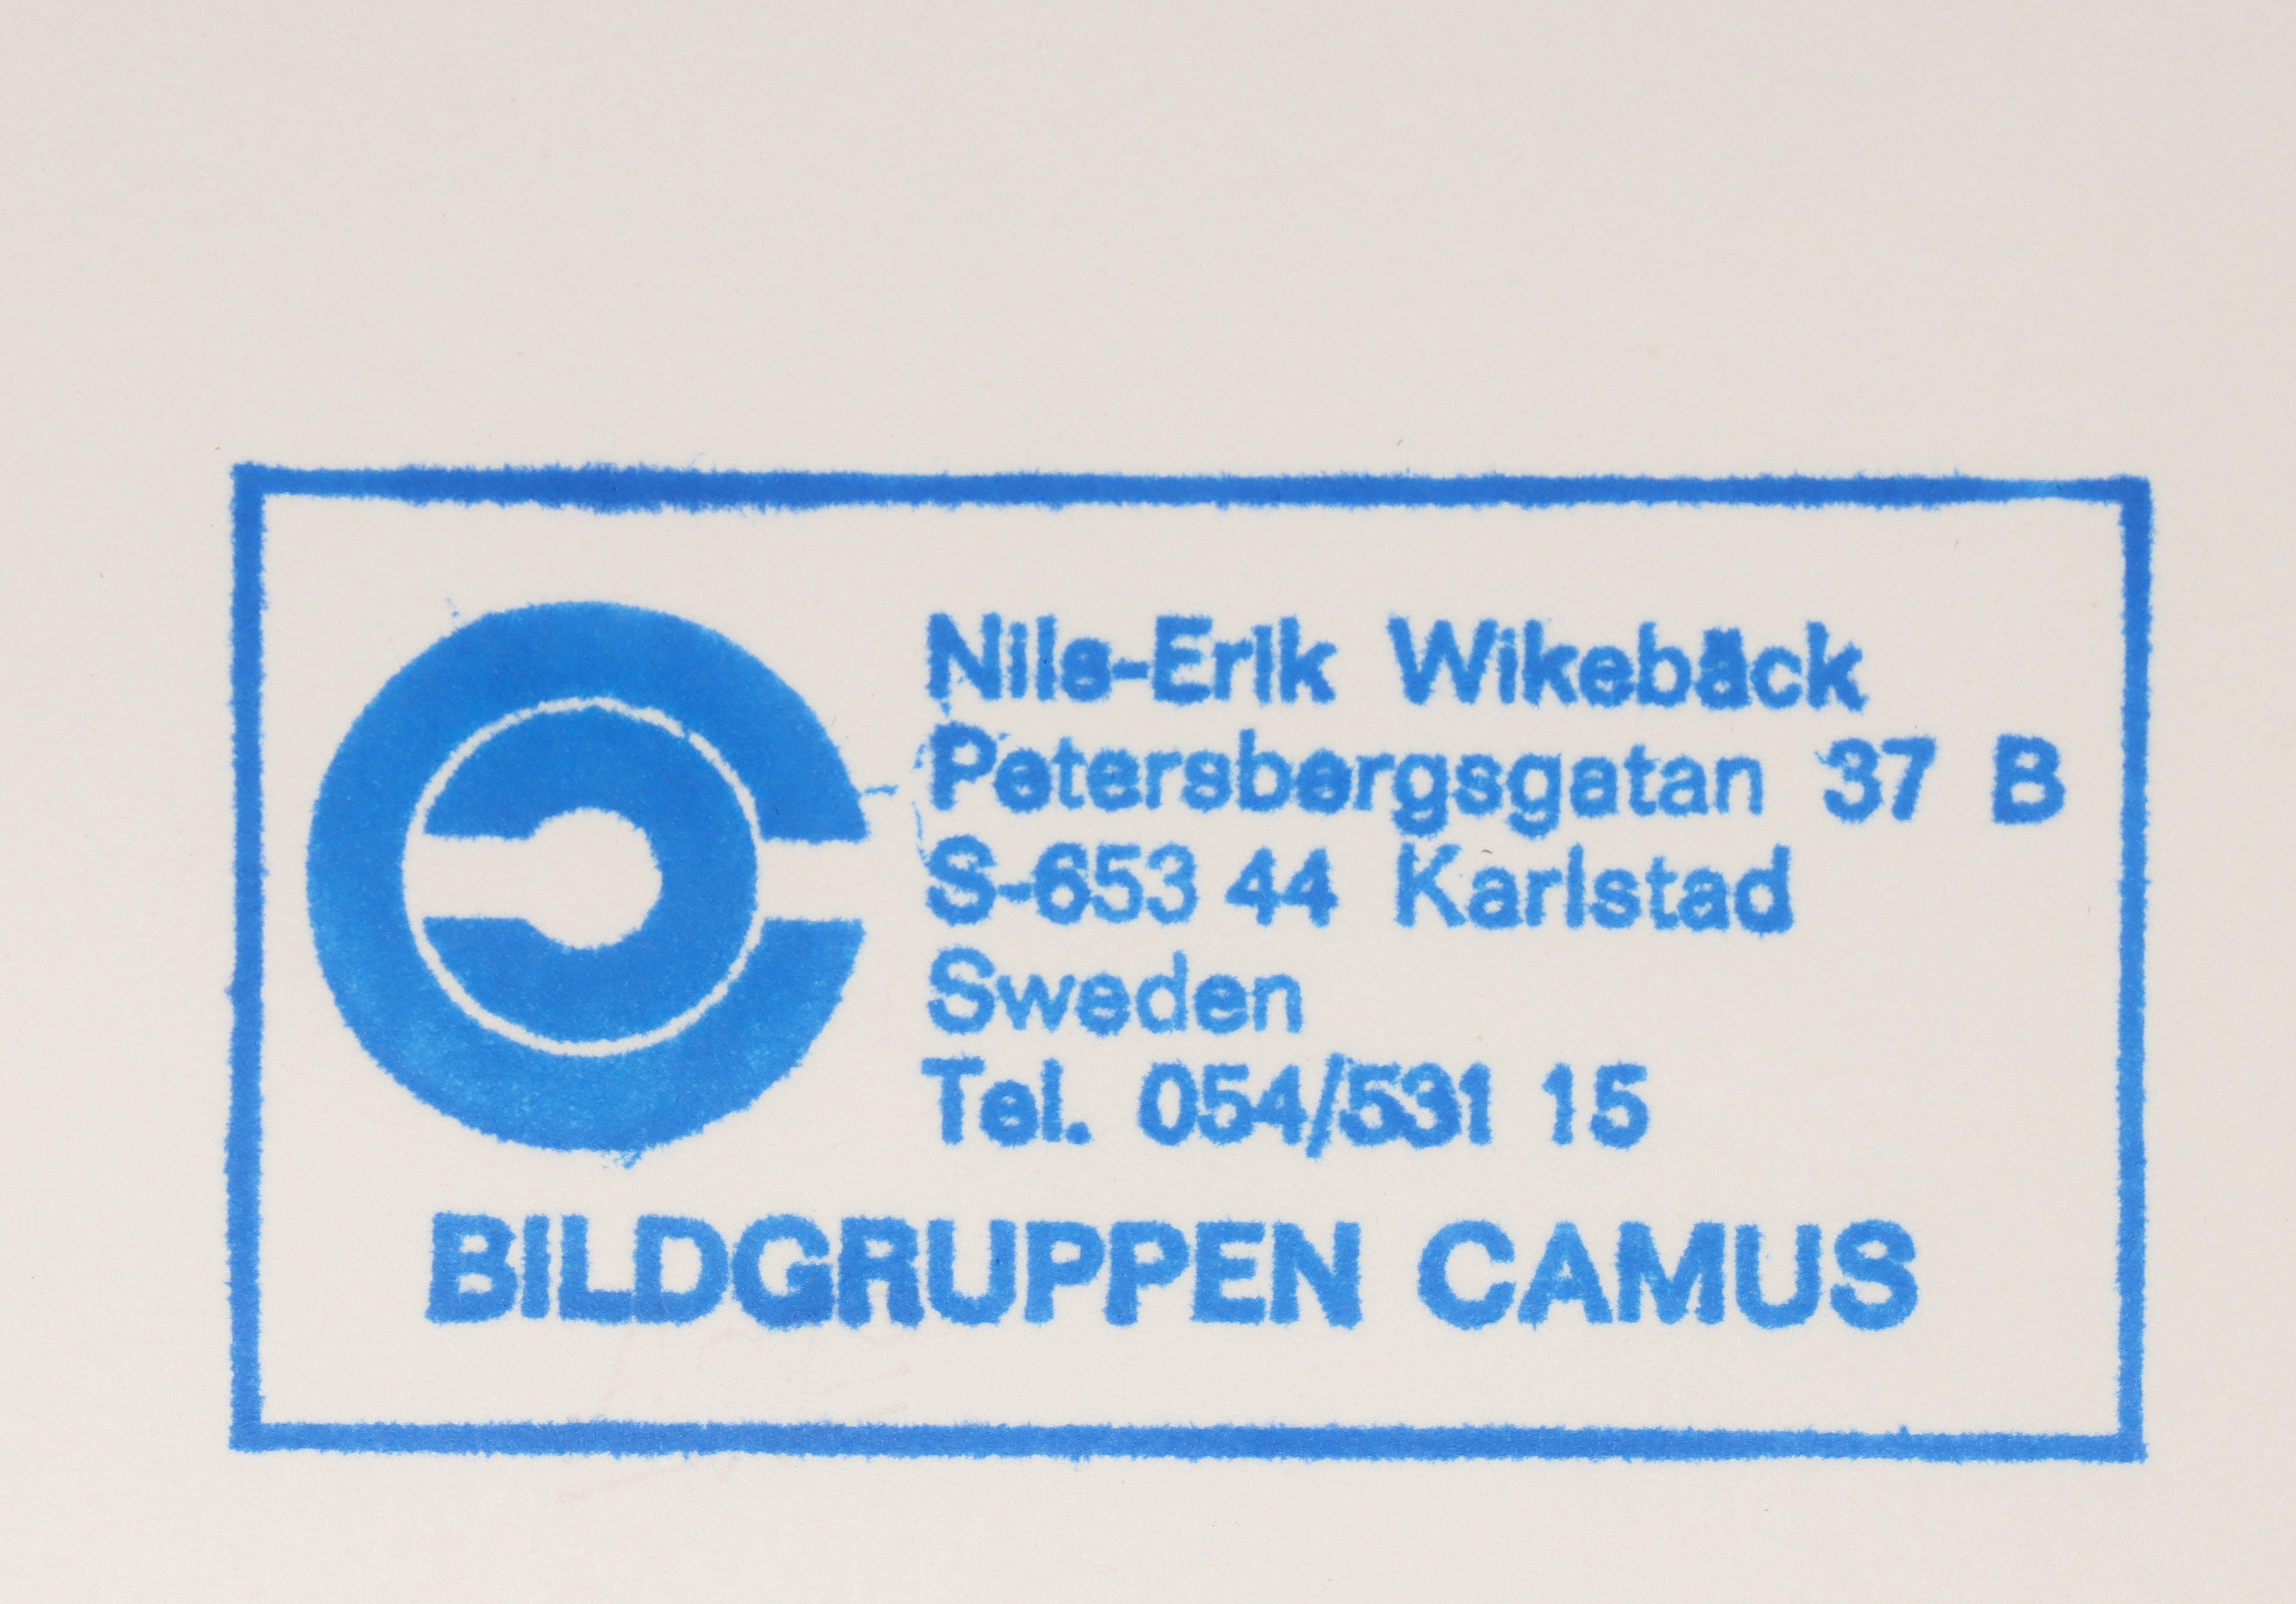 Nils-Erik Wikebäck
Petersbergsgatan 37 B
S-653 44 Karlstad
Sweden
Tel. 054/531 15
BILDGRUPPEN CAMUS